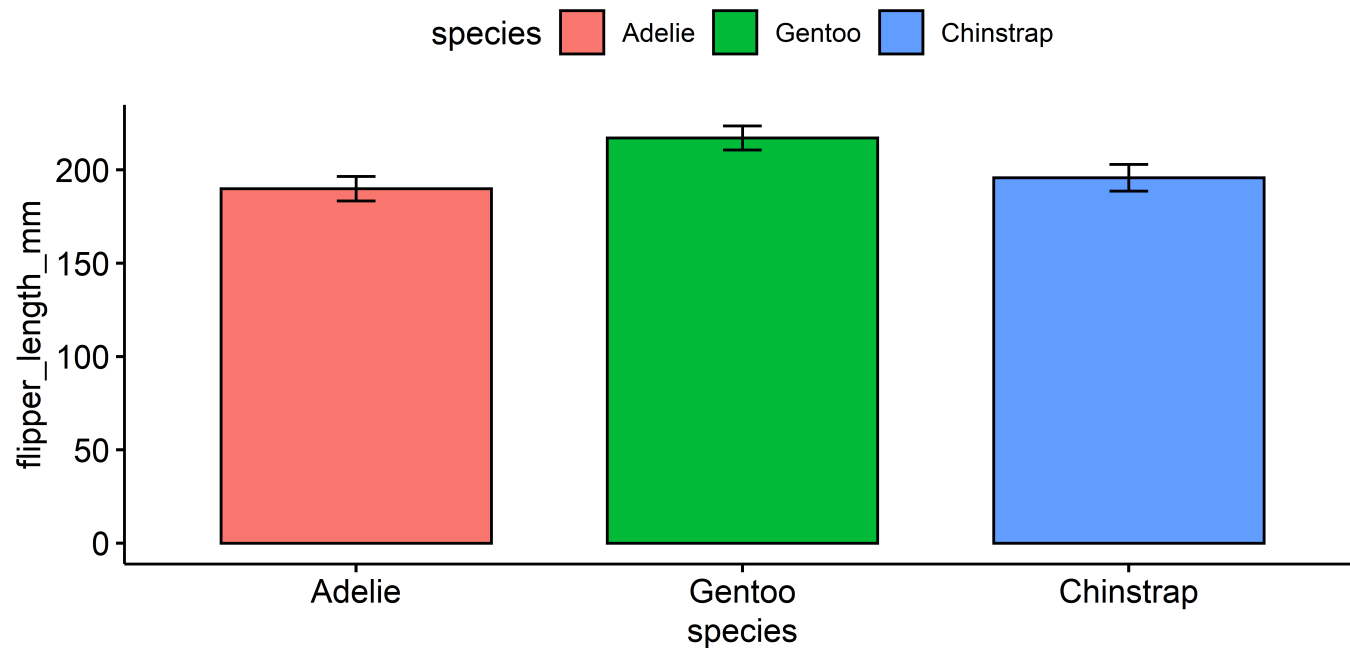 species Adelie Gentoo Chinstrap
flipper_length_mm
200
150
100
50
0
Adelie Gentoo Chinstrap
species